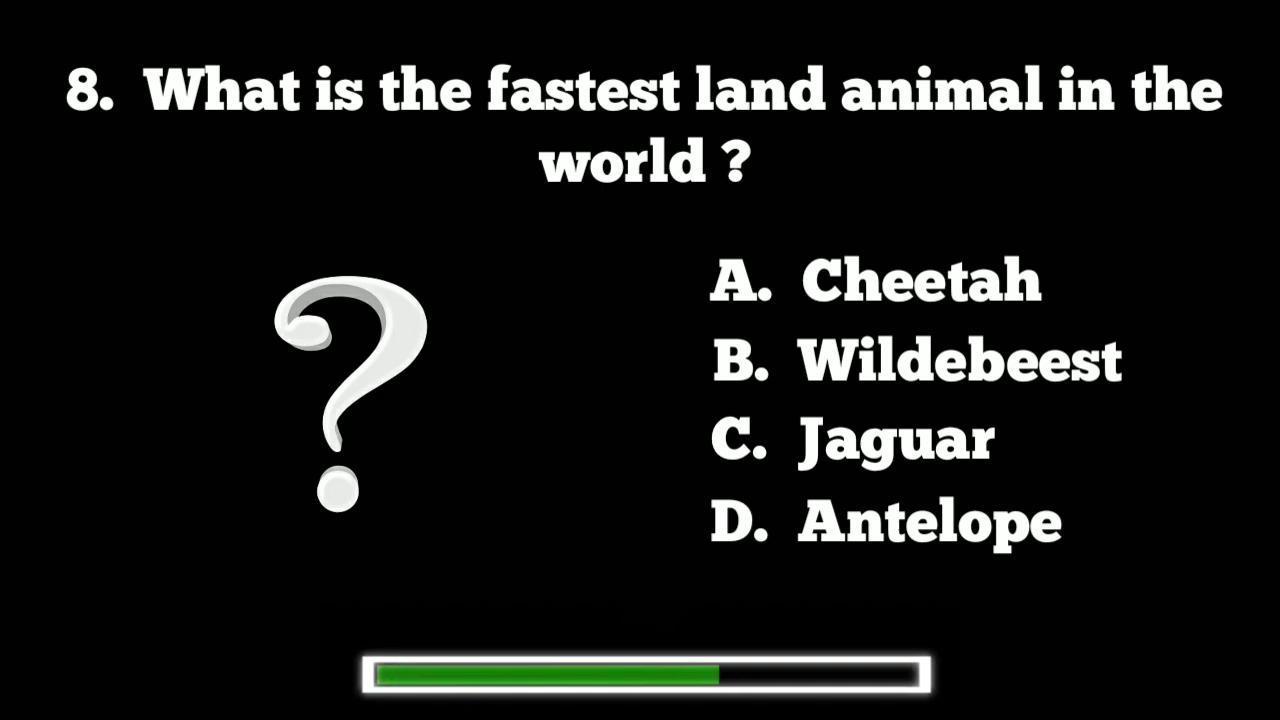 8. What is the fastest land animal in the
world ?
?
A. Cheetah
B. Wildebeest
C. Jaguar
D. Antelope